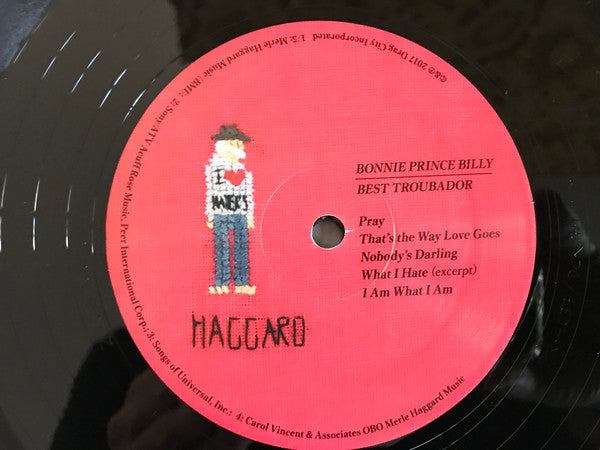 BONNIE PRINCE BILLY
BEST TROUBADOR
Pray
That's the Way Love Goes
Nobody's Darling
What I Hate (excerpt)
I Am What I Am
I
HAGGARD
©&℗ 2017 Drag City Incorporated 1/5: Merle Haggard Music (BMI); 2: Sony/ATV Acuff Rose Music, Peer International Corp.; 3: Songs of Universal, Inc.; 4: Carol Vincent & Associates OBO Merle Haggard Music